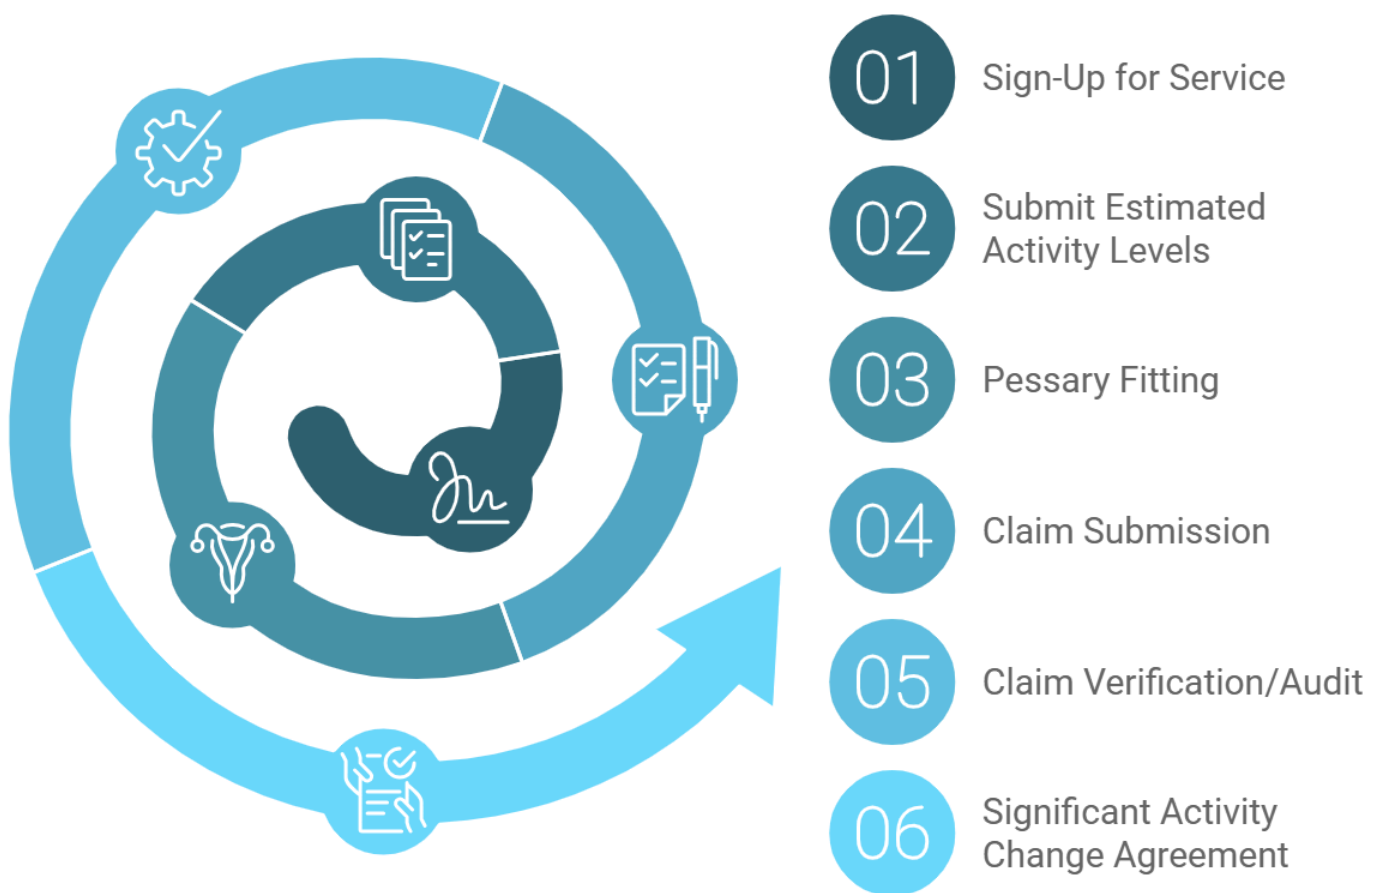 01
Sign-Up for Service
02
Submit Estimated
Activity Levels
03
Pessary Fitting
04
Claim Submission
05
Claim Verification/Audit
06
Significant Activity
Change Agreement